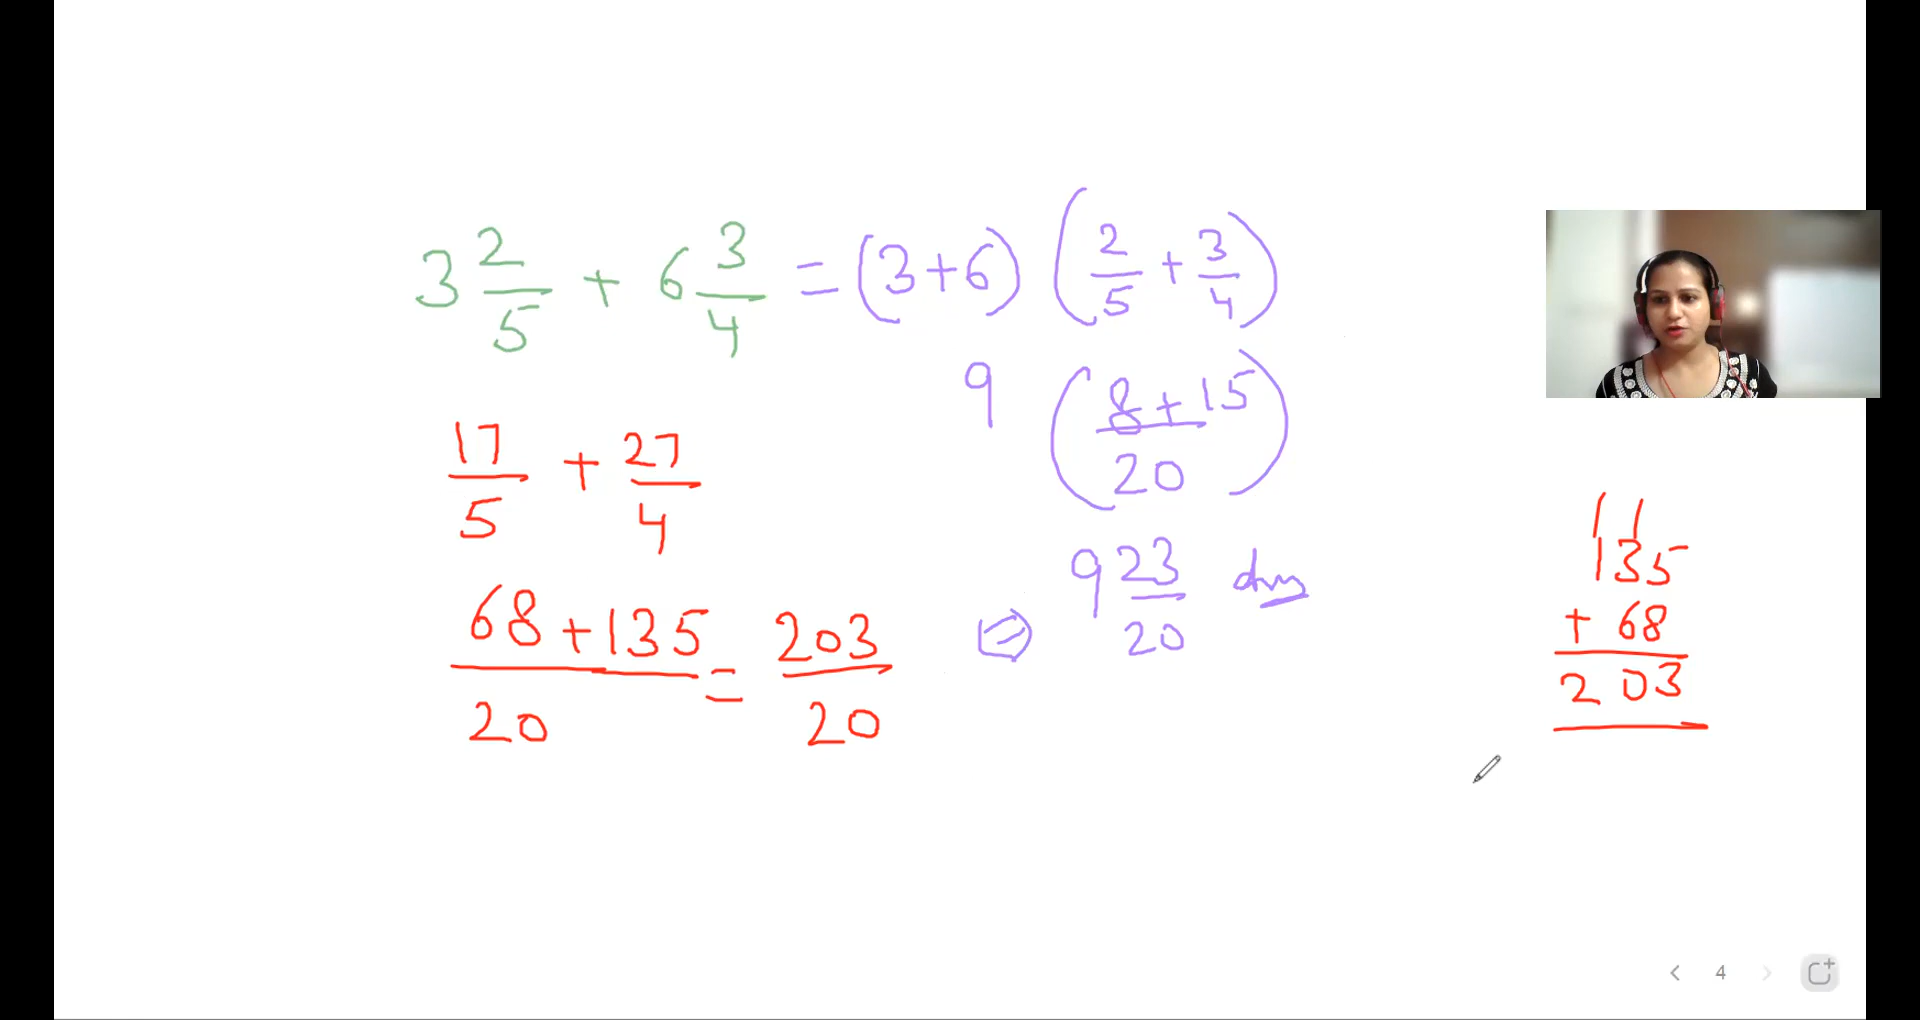 3 2/5 + 6 3/4 = (3+6) (2/5 + 3/4)
9 (8+15/20)
17/5 + 27/4
9 23/20
68+135/20 = 203/20
11
135
+ 68
203
4